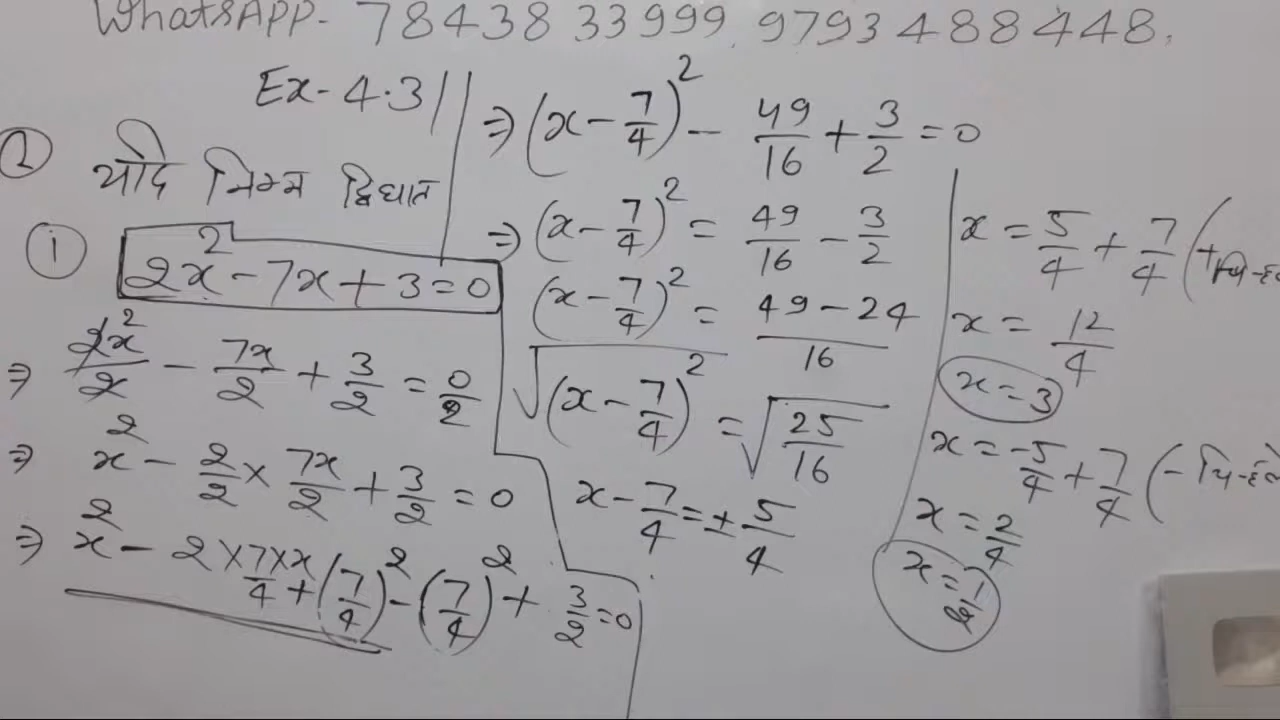 WhatsAPP- 7843833999, 9793488448,
Ex- 4.3
2 यदि निम्न द्विघात
i 2x² - 7x + 3 = 0
⇒ 2x²/2 - 7x/2 + 3/2 = 0/2
⇒ x² - 2/2 × 7x/2 + 3/2 = 0
⇒ x² - 2 × 7/4 × x + (7/4)² - (7/4)² + 3/2 = 0
⇒ (x - 7/4)² - 49/16 + 3/2 = 0
⇒ (x - 7/4)² = 49/16 - 3/2
(x - 7/4)² = (49 - 24)/16
√(x - 7/4)² = √25/16
x - 7/4 = ± 5/4
x = 5/4 + 7/4 (+
x = 12/4
x = 3
x = -5/4 + 7/4 (-
x = 2/4
x = 1/2